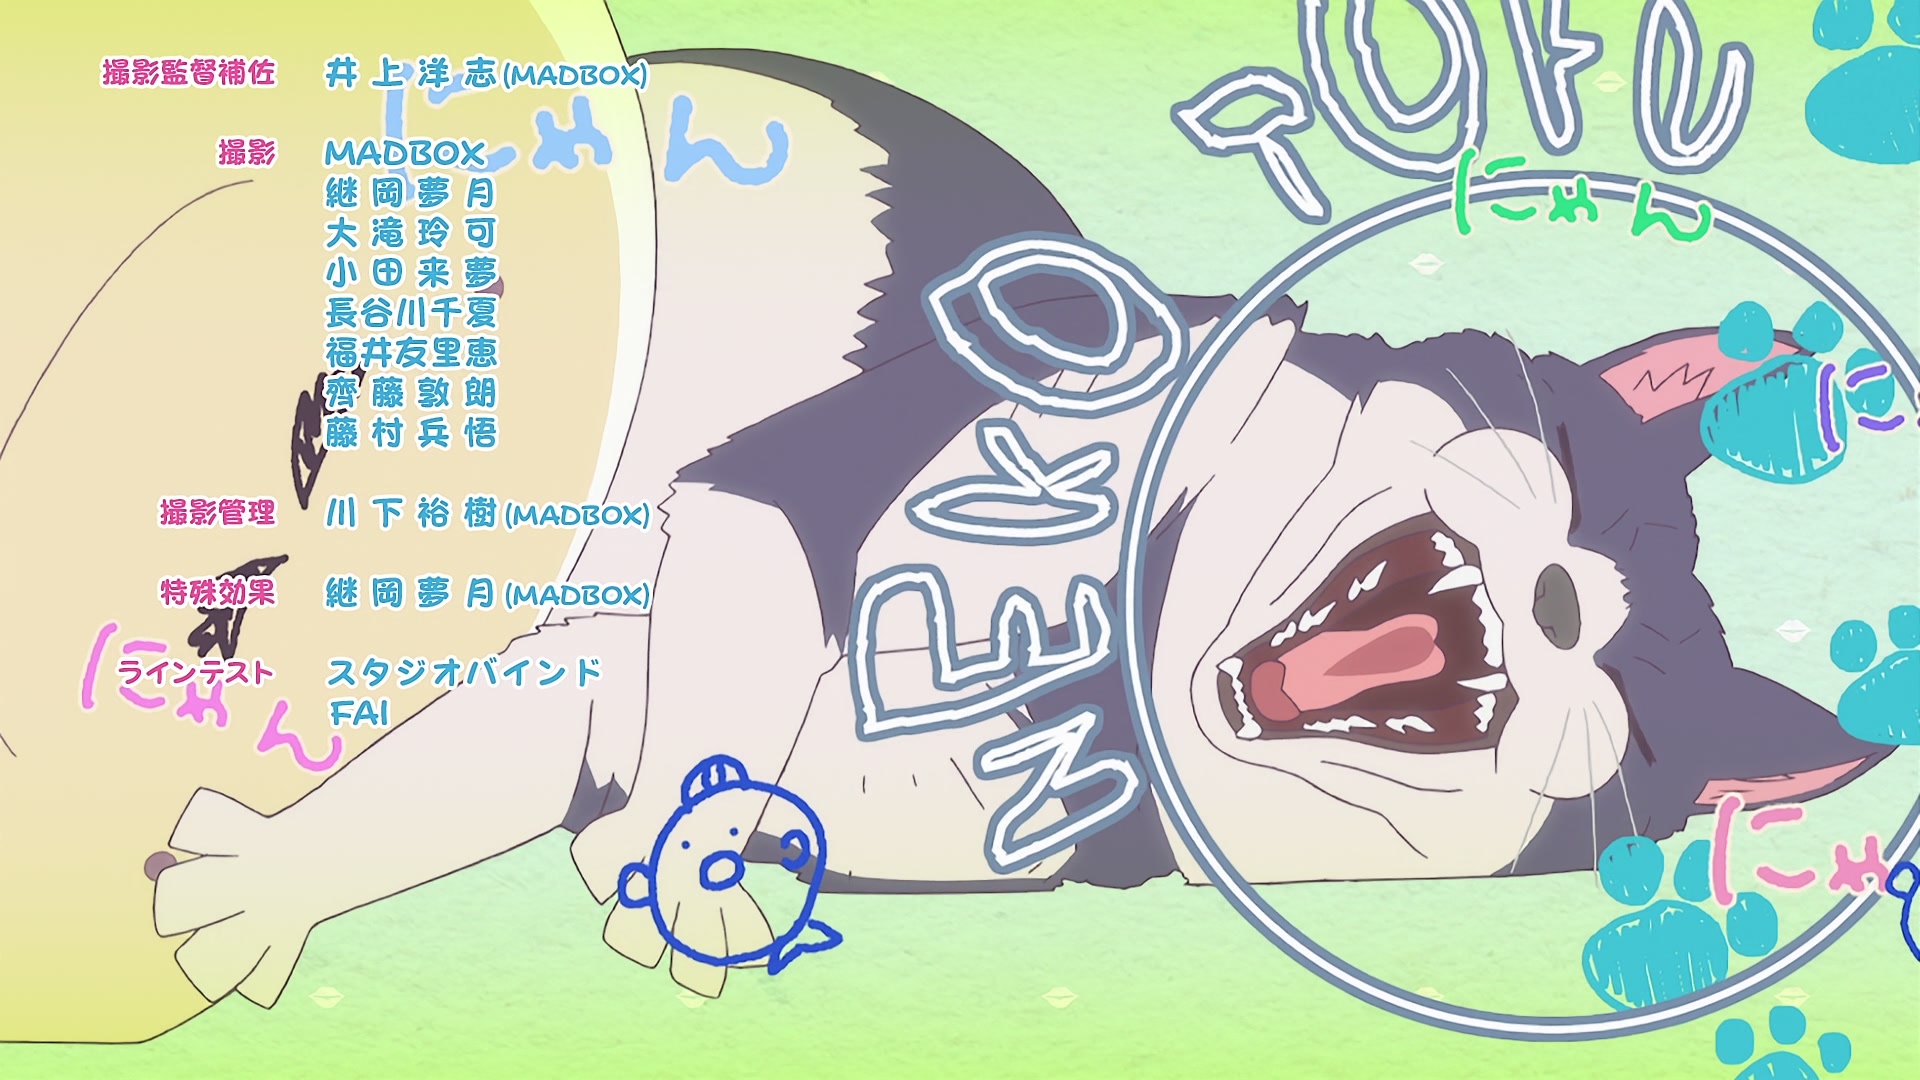 撮影監督補佐 井上洋志(MADBOX)
撮影 MADBOX
継岡夢月
大滝玲可
小田来夢
長谷川千夏
福井友里恵
齊藤敦朗
藤村兵悟
撮影管理 川下裕樹(MADBOX)
特殊効果 継岡夢月(MADBOX)
ラインテスト スタジオバインド
FAI
にゃん
TOFU
にゃん
NEKO
に
にゃん
にゃ